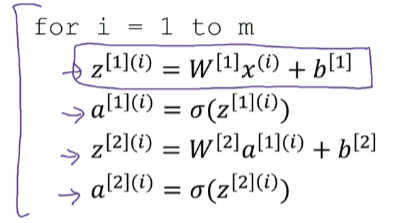 for i = 1 to m
z^{[1](i)} = W^{[1]}x^{(i)} + b^{[1]}
a^{[1](i)} = σ(z^{[1](i)})
z^{[2](i)} = W^{[2]}a^{[1](i)} + b^{[2]}
a^{[2](i)} = σ(z^{[2](i)})